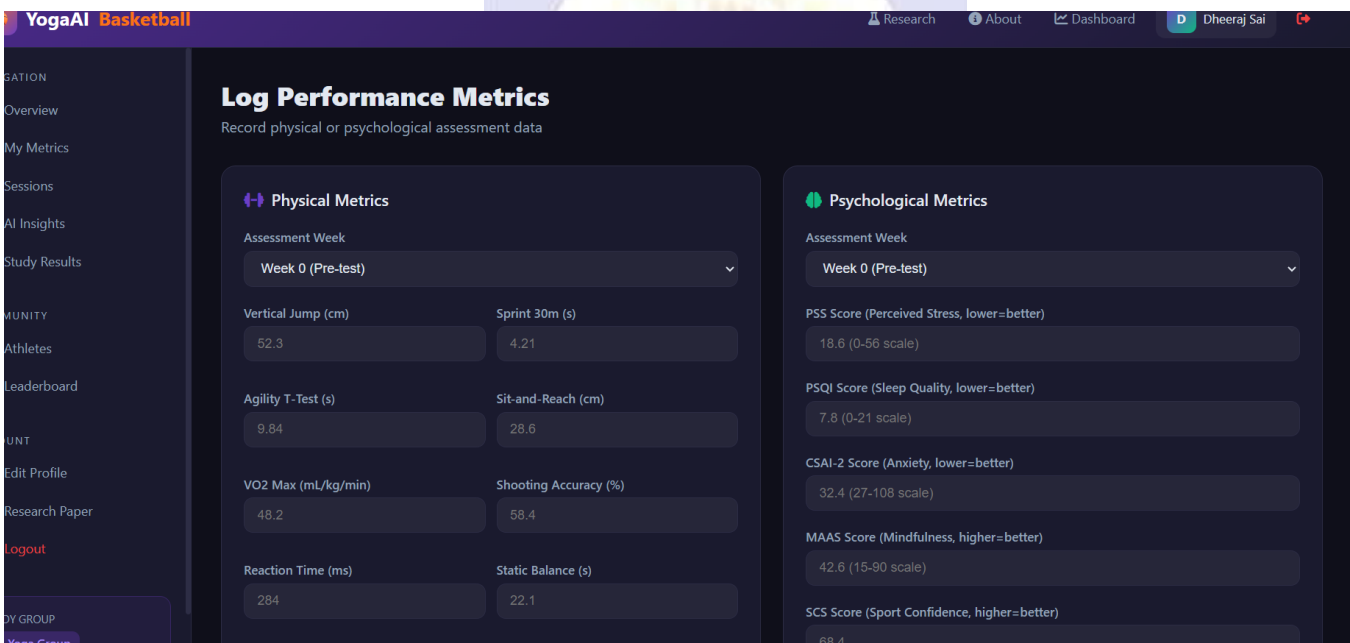 YogaAI Basketball
Research
About
Dashboard
D
Dheeraj Sai
GATION
Overview
My Metrics
Sessions
AI Insights
Study Results
MUNITY
Athletes
Leaderboard
OUNT
Edit Profile
Research Paper
Logout
DY GROUP
Yoga Group
Log Performance Metrics
Record physical or psychological assessment data
Physical Metrics
Assessment Week
Week 0 (Pre-test)
Vertical Jump (cm) Sprint 30m (s)
52.3 4.21
Agility T-Test (s) Sit-and-Reach (cm)
9.84 28.6
VO2 Max (mL/kg/min) Shooting Accuracy (%)
48.2 58.4
Reaction Time (ms) Static Balance (s)
284 22.1
Psychological Metrics
Assessment Week
Week 0 (Pre-test)
PSS Score (Perceived Stress, lower=better)
18.6 (0-56 scale)
PSQI Score (Sleep Quality, lower=better)
7.8 (0-21 scale)
CSAI-2 Score (Anxiety, lower=better)
32.4 (27-108 scale)
MAAS Score (Mindfulness, higher=better)
42.6 (15-90 scale)
SCS Score (Sport Confidence, higher=better)
68.4